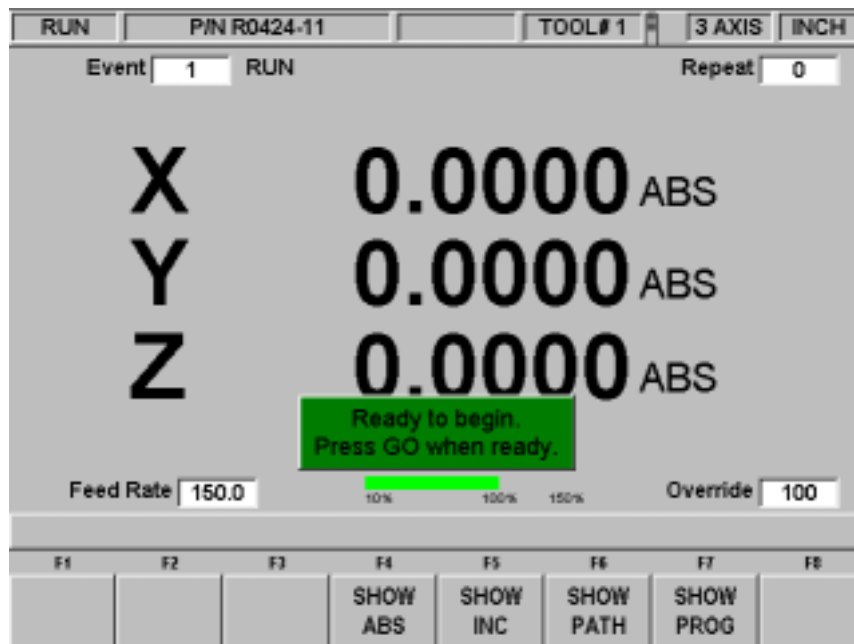 RUN P/N R0424-11 TOOL# 1 3 AXIS INCH
Event 1 RUN Repeat 0
X 0.0000 ABS
Y 0.0000 ABS
Z 0.0000 ABS
Ready to begin.
Press GO when ready.
Feed Rate 150.0 10% 100% 150% Override 100
F1 F2 F3 F4 F5 F6 F7 F8
SHOW SHOW SHOW SHOW
ABS INC PATH PROG